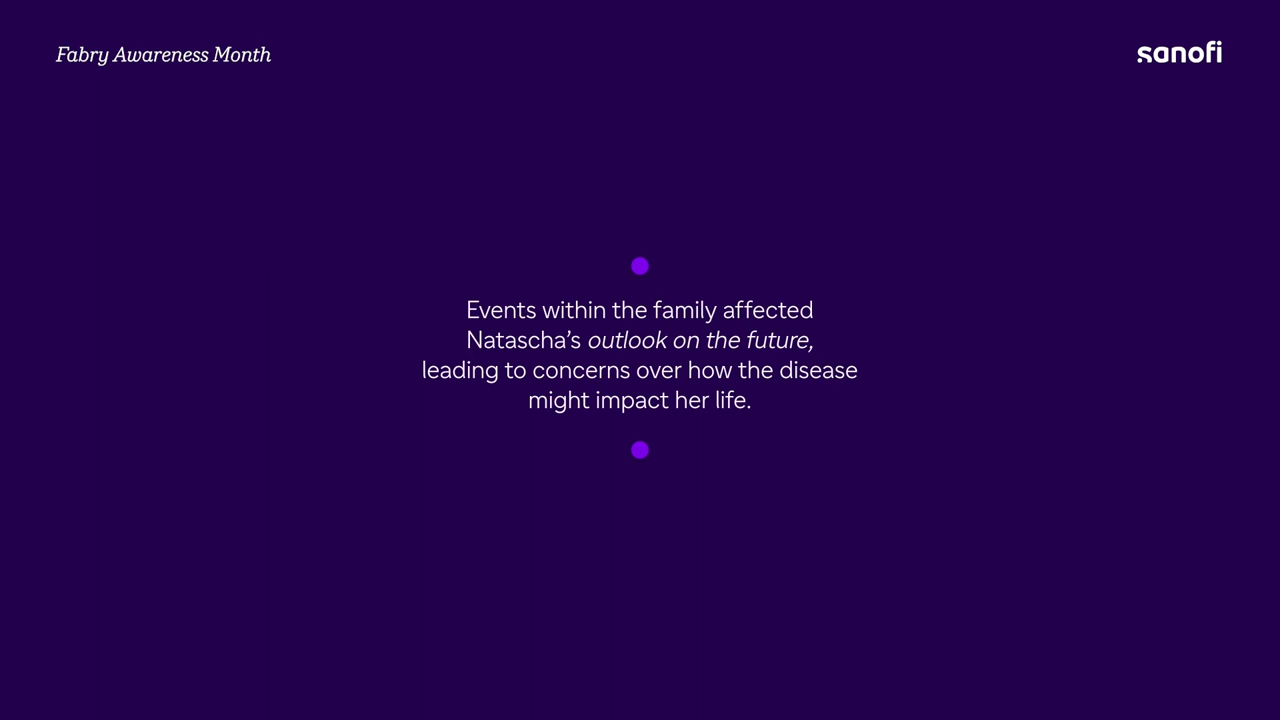 Fabry Awareness Month
sanofi
Events within the family affected
Natascha’s outlook on the future,
leading to concerns over how the disease
might impact her life.